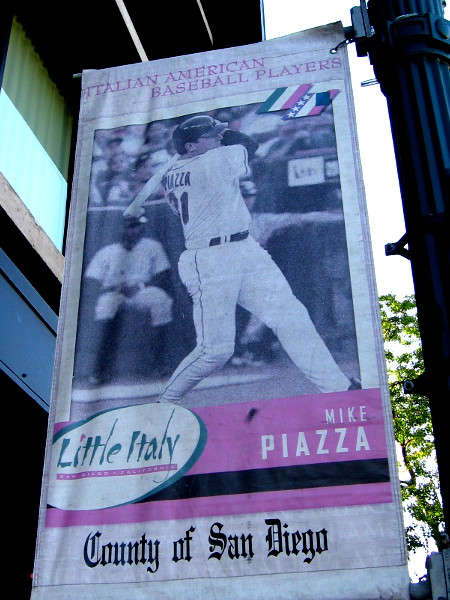 ITALIAN AMERICAN
BASEBALL PLAYERS
PIAZZA
MIKE
PIAZZA
Little Italy
SAN DIEGO • CALIFORNIA
County of San Diego